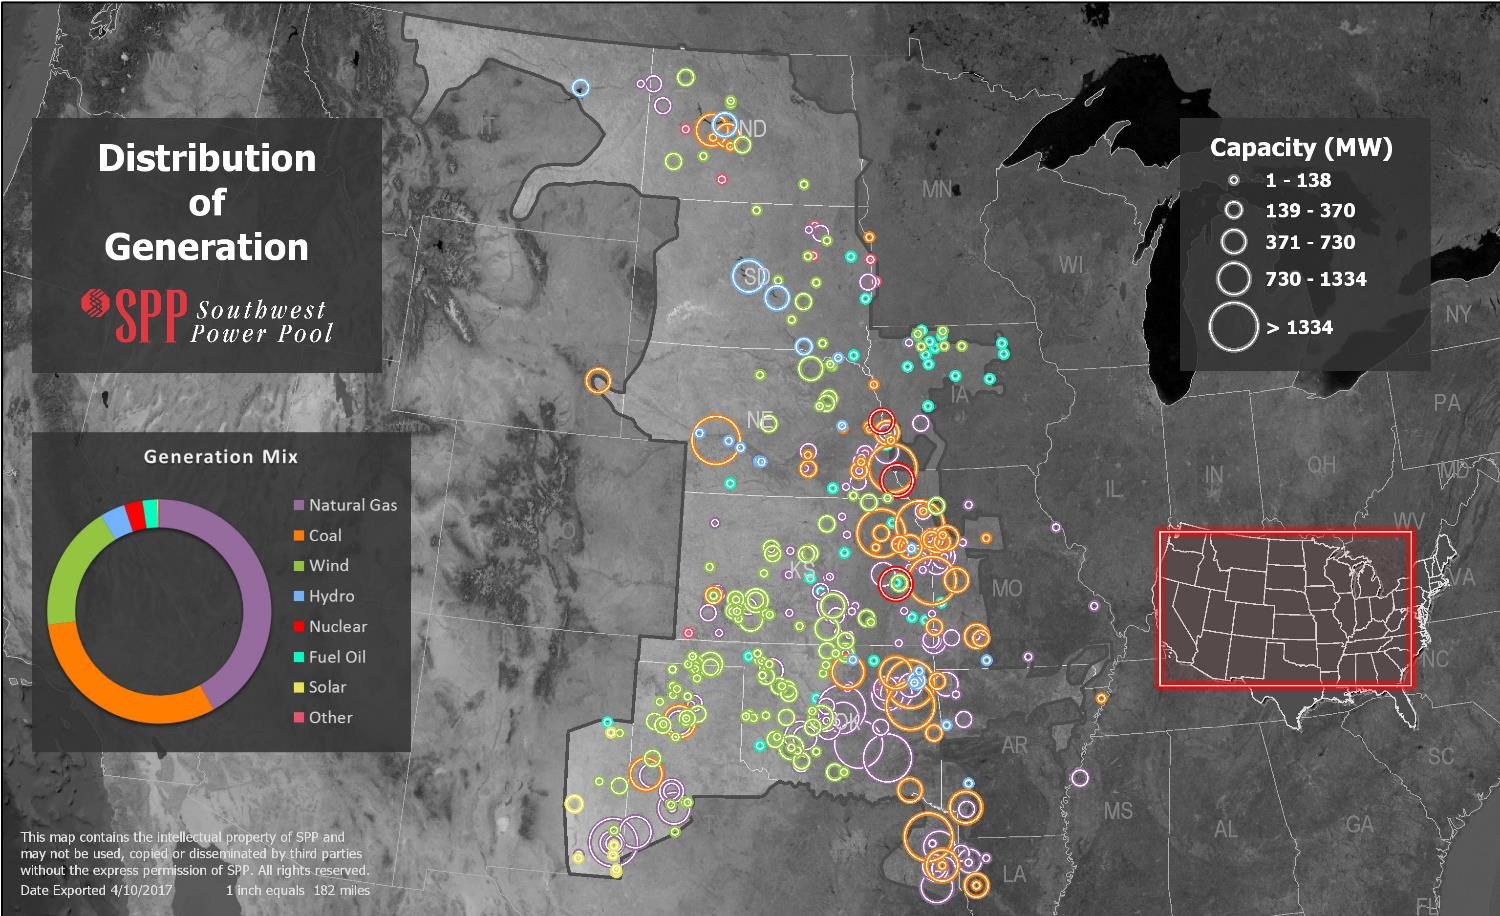 Distribution
of
Generation
SPP Southwest
Power Pool
Capacity (MW)
1 - 138
139 - 370
371 - 730
730 - 1334
> 1334
Generation Mix
Natural Gas
Coal
Wind
Hydro
Nuclear
Fuel Oil
Solar
Other
This map contains the intellectual property of SPP and
may not be used, copied or disseminated by third parties
without the express permission of SPP. All rights reserved.
Date Exported 4/10/2017 1 inch equals 182 miles
WA
ND
MN
SD
WI
NY
IA
NE
PA
IL
IN
OH
MD
WV
KS
MO
VA
NC
OK
AR
SC
MS
AL
GA
LA
FL